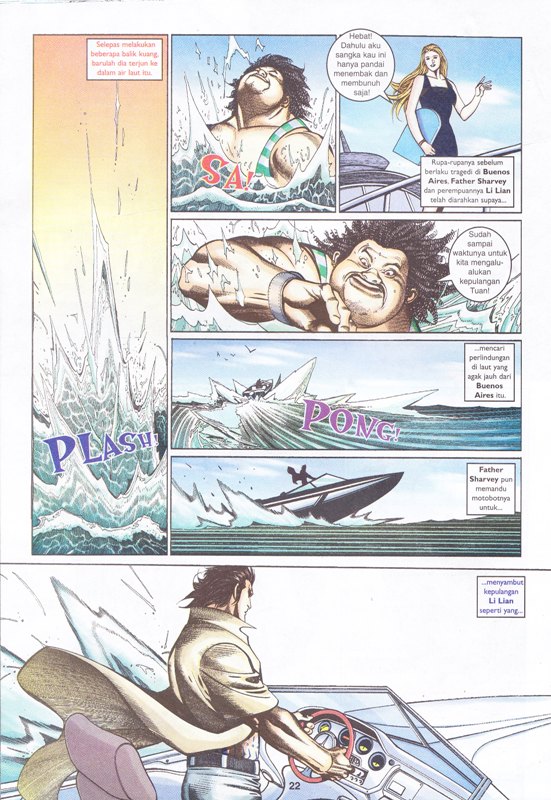 Selepas melakukan
beberapa balik kuang,
barulah dia terjun ke
dalam air laut itu.
PLASH!
SA!
Hebat!
Dahulu aku
sangka kau ini
hanya pandai
menembak dan
membunuh
saja!
Rupa-rupanya sebelum
berlaku tragedi di Buenos
Aires, Father Sharvey
dan perempuannya Li Lian
telah diarahkan supaya...
Sudah
sampai
waktunya untuk
kita mengalu-
alukan
kepulangan
Tuan!
...mencari
perlindungan
di laut yang
agak jauh dari
Buenos
Aires itu.
PONG!
Father
Sharvey pun
memandu
motobotnya
untuk...
...menyambut
kepulangan
Li Lian
seperti yang...
22